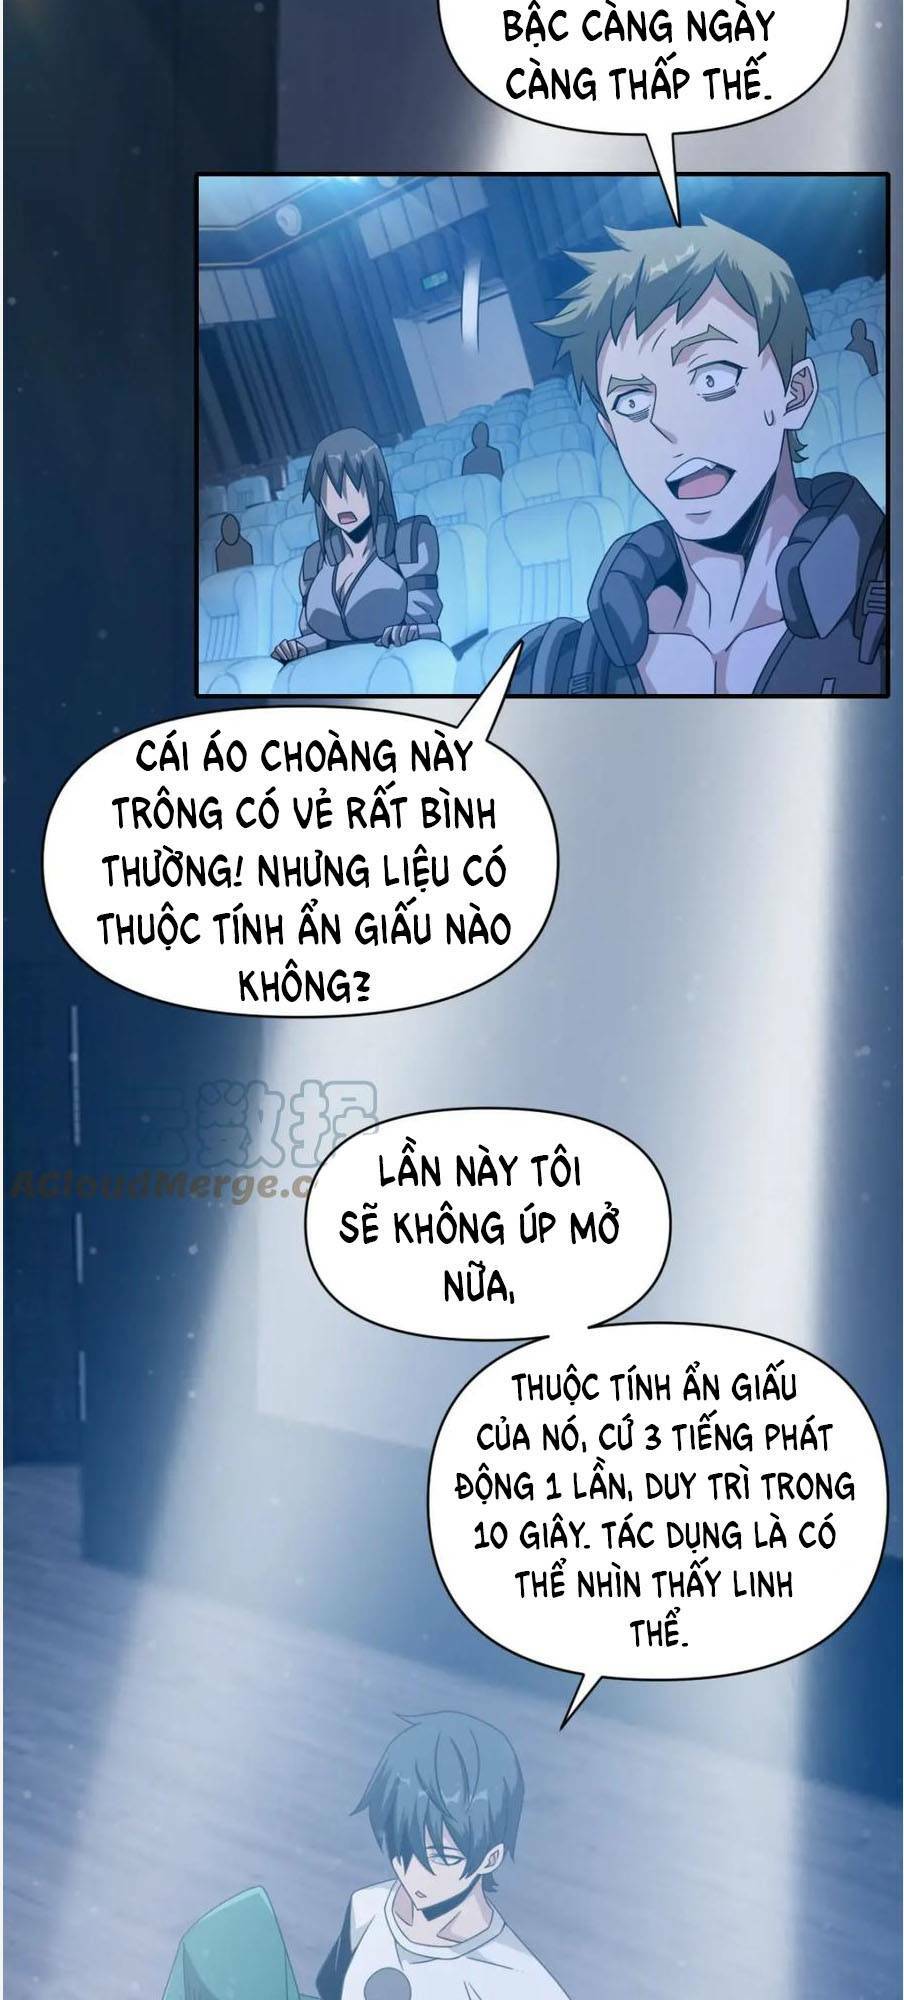 BẬC CÀNG NGÀY
CÀNG THẤP THẾ.
CÁI ÁO CHOÀNG NÀY
TRÔNG CÓ VẺ RẤT BÌNH
THƯỜNG! NHƯNG LIỆU CÓ
THUỘC TÍNH ẨN GIẤU NÀO
KHÔNG?
ACloudMerge.c
LẦN NÀY TÔI
SẼ KHÔNG ÚP MỞ
NỮA,
THUỘC TÍNH ẨN GIẤU
CỦA NÓ, CỨ 3 TIẾNG PHÁT
ĐỘNG 1 LẦN, DUY TRÌ TRONG
10 GIÂY. TÁC DỤNG LÀ CÓ
THỂ NHÌN THẤY LINH
THỂ.